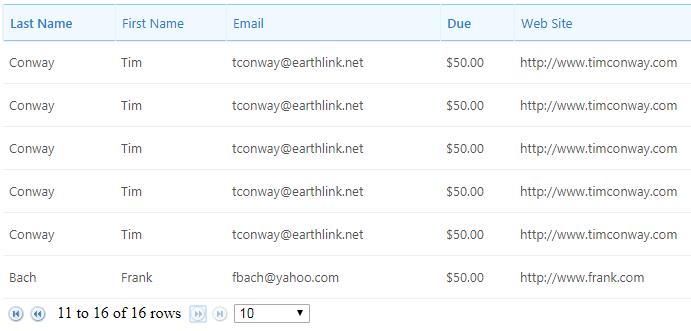 Last Name First Name Email Due Web Site
Conway Tim tconway@earthlink.net $50.00 http://www.timconway.com
Conway Tim tconway@earthlink.net $50.00 http://www.timconway.com
Conway Tim tconway@earthlink.net $50.00 http://www.timconway.com
Conway Tim tconway@earthlink.net $50.00 http://www.timconway.com
Conway Tim tconway@earthlink.net $50.00 http://www.timconway.com
Bach Frank fbach@yahoo.com $50.00 http://www.frank.com
11 to 16 of 16 rows 10